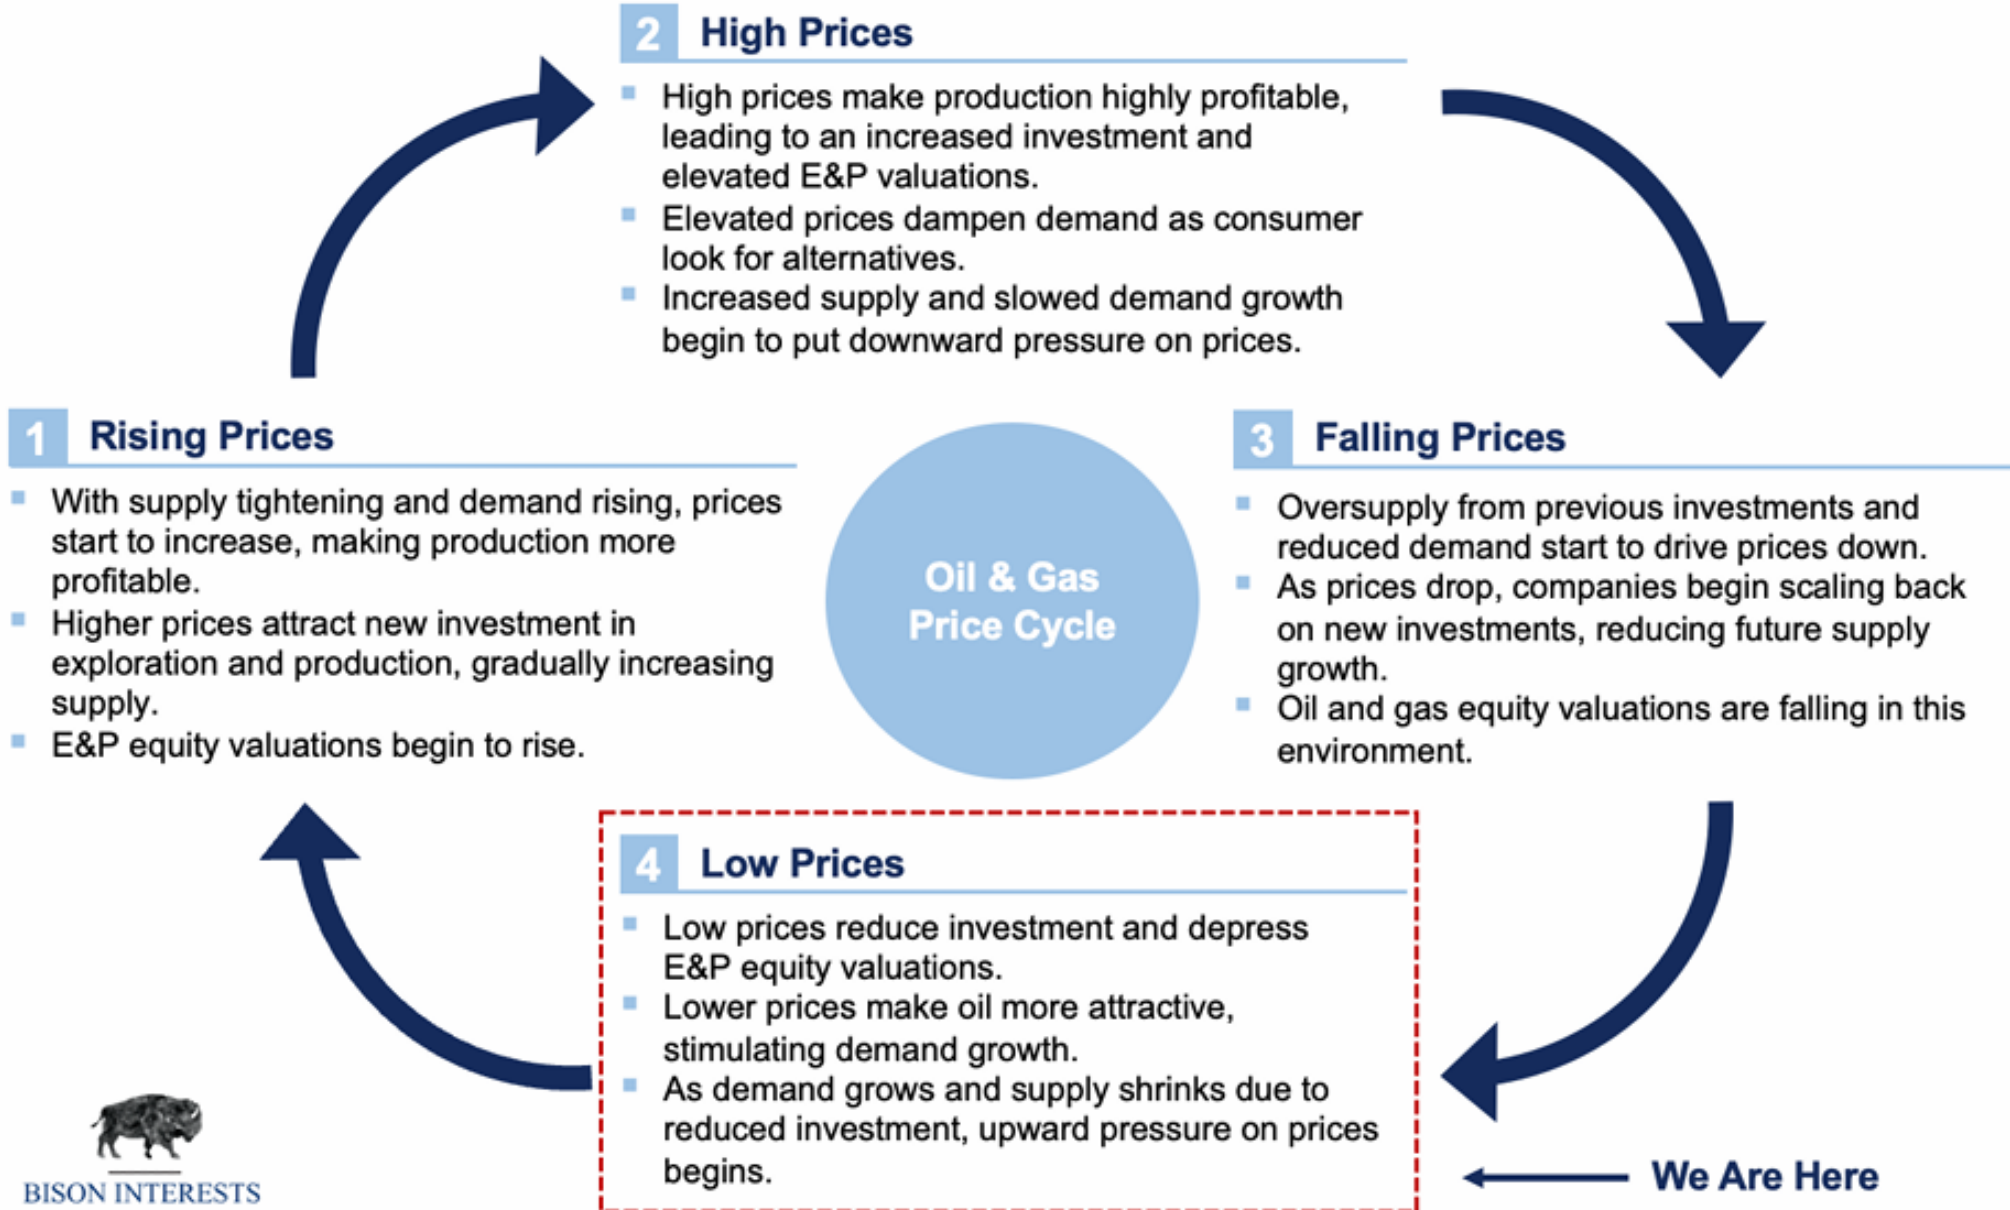 2 High Prices
High prices make production highly profitable,
leading to an increased investment and
elevated E&P valuations.
Elevated prices dampen demand as consumer
look for alternatives.
Increased supply and slowed demand growth
begin to put downward pressure on prices.
1 Rising Prices
With supply tightening and demand rising, prices
start to increase, making production more
profitable.
Higher prices attract new investment in
exploration and production, gradually increasing
supply.
E&P equity valuations begin to rise.
Oil & Gas
Price Cycle
3 Falling Prices
Oversupply from previous investments and
reduced demand start to drive prices down.
As prices drop, companies begin scaling back
on new investments, reducing future supply
growth.
Oil and gas equity valuations are falling in this
environment.
4 Low Prices
Low prices reduce investment and depress
E&P equity valuations.
Lower prices make oil more attractive,
stimulating demand growth.
As demand grows and supply shrinks due to
reduced investment, upward pressure on prices
begins.
We Are Here
BISON INTERESTS